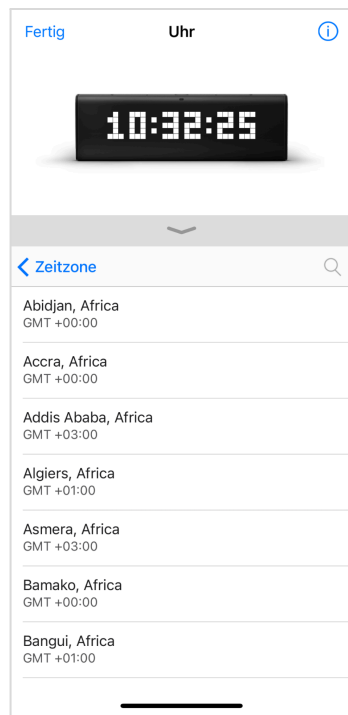 Fertig Uhr
10:32:25
Zeitzone
Abidjan, Africa
GMT +00:00
Accra, Africa
GMT +00:00
Addis Ababa, Africa
GMT +03:00
Algiers, Africa
GMT +01:00
Asmera, Africa
GMT +03:00
Bamako, Africa
GMT +00:00
Bangui, Africa
GMT +01:00